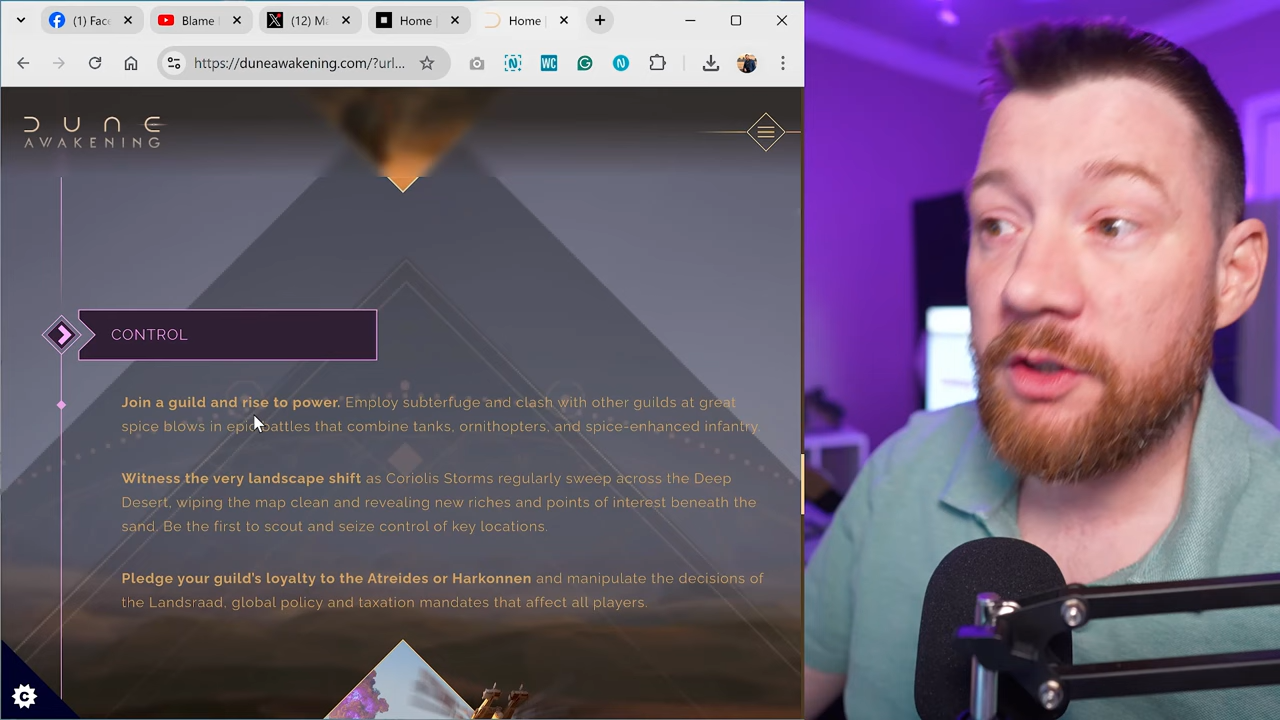 (1) Fac
Blame
(12) Ma
Home
Home
https://duneawakening.com/?url...
WC
DUNE
AWAKENING
CONTROL
Join a guild and rise to power. Employ subterfuge and clash with other guilds at great
spice blows in epic battles that combine tanks, ornithopters, and spice-enhanced infantry.
Witness the very landscape shift as Coriolis Storms regularly sweep across the Deep
Desert, wiping the map clean and revealing new riches and points of interest beneath the
sand. Be the first to scout and seize control of key locations.
Pledge your guild's loyalty to the Atreides or Harkonnen and manipulate the decisions of
the Landsraad, global policy and taxation mandates that affect all players.